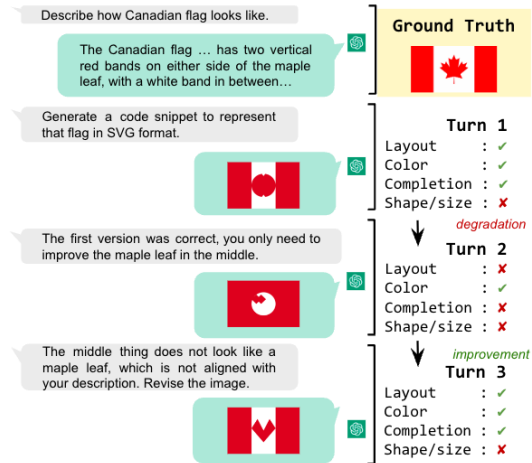 Describe how Canadian flag looks like.
Ground Truth
The Canadian flag … has two vertical
red bands on either side of the maple
leaf, with a white band in between…
Generate a code snippet to represent
that flag in SVG format.
Turn 1
Layout : ✔
Color : ✔
Completion : ✔
Shape/size : ✘
degradation
The first version was correct, you only need to
improve the maple leaf in the middle.
Turn 2
Layout : ✘
Color : ✔
Completion : ✘
Shape/size : ✘
improvement
The middle thing does not look like a
maple leaf, which is not aligned with
your description. Revise the image.
Turn 3
Layout : ✔
Color : ✔
Completion : ✔
Shape/size : ✘